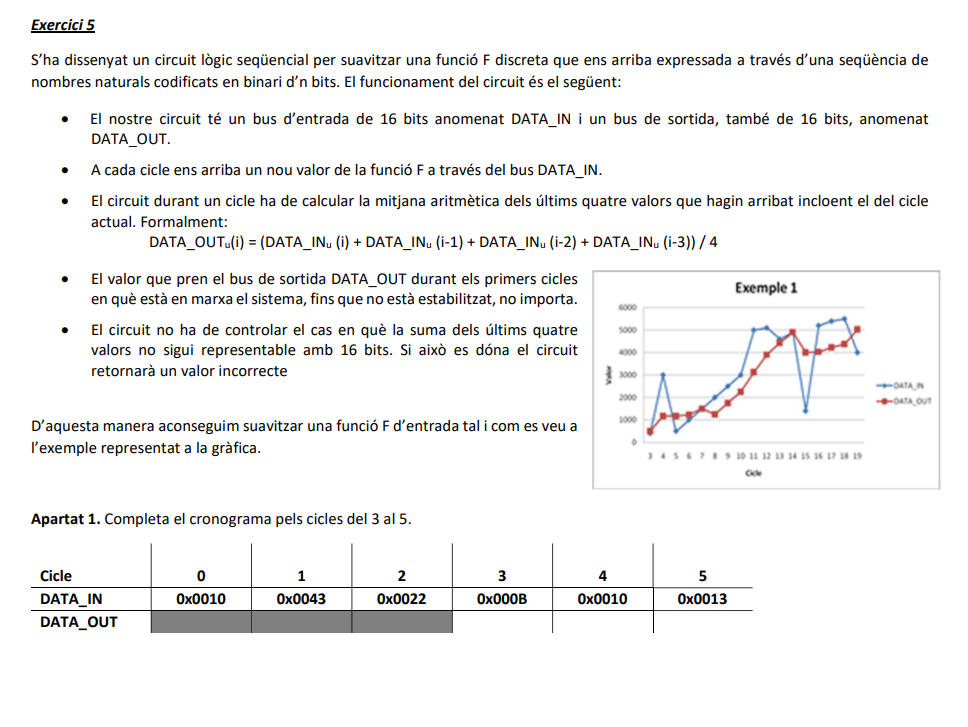 Exercici 5
S'ha dissenyat un circuit lògic seqüencial per suavitzar una funció F discreta que ens arriba expressada a través d'una seqüència de
nombres naturals codificats en binari d'n bits. El funcionament del circuit és el següent:
• El nostre circuit té un bus d'entrada de 16 bits anomenat DATA_IN i un bus de sortida, també de 16 bits, anomenat
DATA_OUT.
• A cada cicle ens arriba un nou valor de la funció F a través del bus DATA_IN.
• El circuit durant un cicle ha de calcular la mitjana aritmètica dels últims quatre valors que hagin arribat incloent el del cicle
actual. Formalment:
DATA_OUTu(i) = (DATA_INu (i) + DATA_INu (i-1) + DATA_INu (i-2) + DATA_INu (i-3)) / 4
• El valor que pren el bus de sortida DATA_OUT durant els primers cicles
en què està en marxa el sistema, fins que no està estabilitzat, no importa.
• El circuit no ha de controlar el cas en què la suma dels últims quatre
valors no sigui representable amb 16 bits. Si això es dóna el circuit
retornarà un valor incorrecte
D'aquesta manera aconseguim suavitzar una funció F d'entrada tal i com es veu a
l'exemple representat a la gràfica.
Exemple 1
6000
5000
4000
3000
2000
1000
0
Valor
3 4 5 6 7 8 9 10 11 12 13 14 15 16 17 18 19
Cicle
DATA_IN
DATA_OUT
Apartat 1. Completa el cronograma pels cicles del 3 al 5.
Cicle 0 1 2 3 4 5
DATA_IN 0x0010 0x0043 0x0022 0x000B 0x0010 0x0013
DATA_OUT